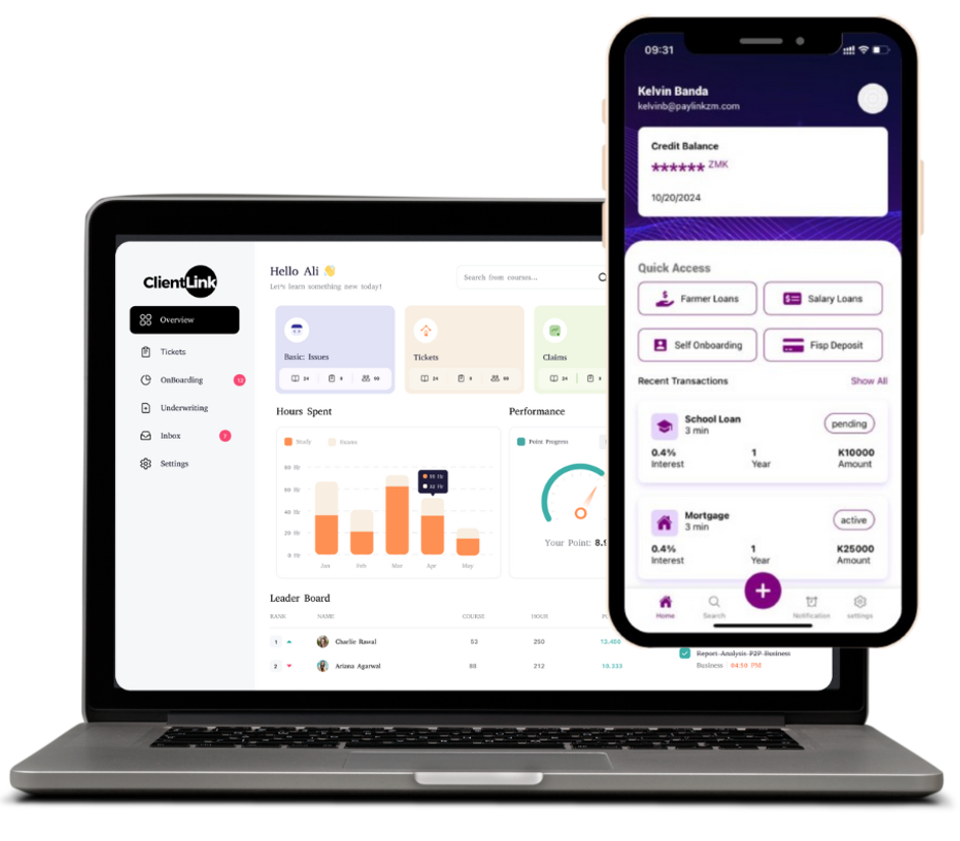 ClientLink
Overview
Tickets
OnBoarding 12
Underwriting
Inbox 7
Settings
Hello Ali 👋
Let's learn something new today!
Search from courses...
Basic: Issues
24 8 99
Tickets
24 8 99
Claims
24 8
Hours Spent
Study Exams
80 Hr
60 Hr
40 Hr
20 Hr
0 Hr
Jan Feb Mar Apr May
Performance
Point Progress
Your Point: 8.9
Leader Board
RANK NAME COURSE HOUR
1 Charlie Rawal 53 250 13.400
2 Ariana Agarwal 88 212 10.333
Report Analysis P2P Business
Business 04:50 PM
09:31
Kelvin Banda
kelvinb@paylinkzm.com
Credit Balance
****** ZMK
10/20/2024
Quick Access
Farmer Loans
Salary Loans
Self Onboarding
Fisp Deposit
Recent Transactions Show All
School Loan
3 min
pending
0.4% 1 K10000
Interest Year Amount
Mortgage
3 min
active
0.4% 1 K25000
Interest Year Amount
Home Search Notification settings